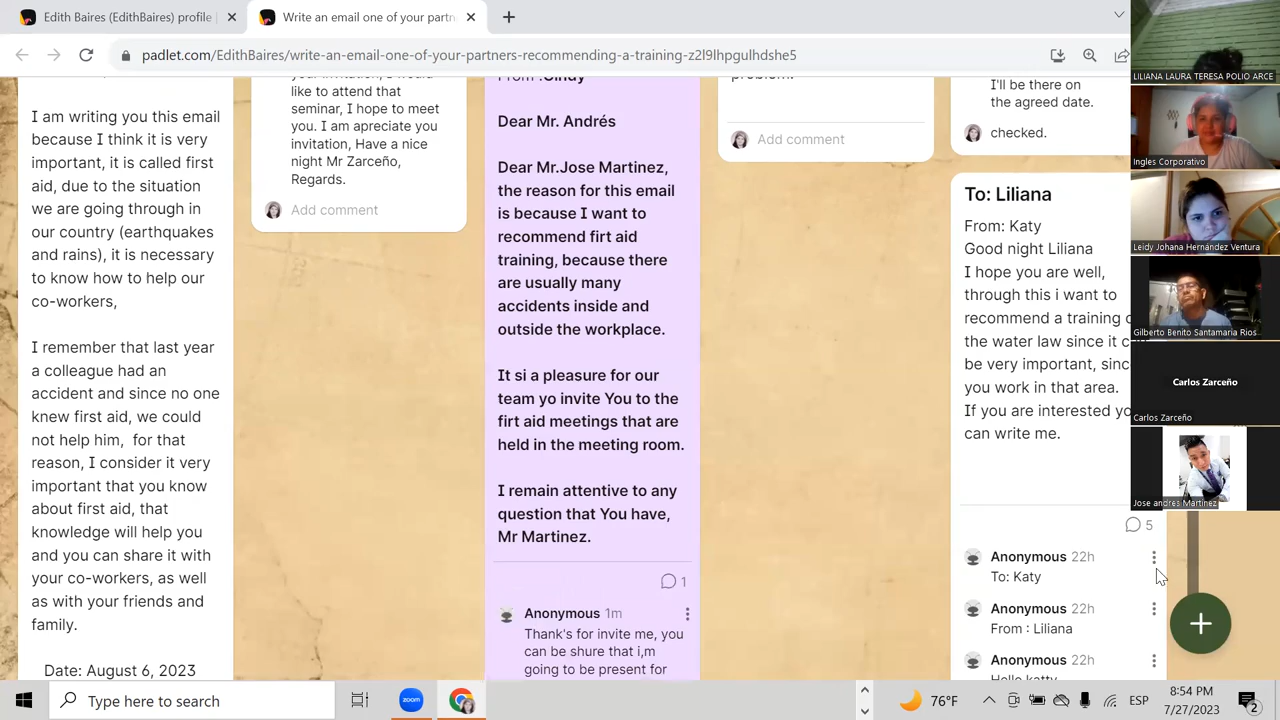 Edith Baires (EdithBaires) profile |
Write an email one of your partn
padlet.com/EdithBaires/write-an-email-one-of-your-partners-recommending-a-training-z2l9lhpgulhdshe5
I am writing you this email
because I think it is very
important, it is called first
aid, due to the situation
we are going through in
our country (earthquakes
and rains), it is necessary
to know how to help our
co-workers,
I remember that last year
a colleague had an
accident and since no one
knew first aid, we could
not help him, for that
reason, I consider it very
important that you know
about first aid, that
knowledge will help you
and you can share it with
your co-workers, as well
as with your friends and
family.
Date: August 6, 2023
your invitation, I would
like to attend that
seminar, I hope to meet
you. I am apreciate you
invitation, Have a nice
night Mr Zarceño,
Regards.
Add comment
From :Cindy
Dear Mr. Andrés
Dear Mr.Jose Martinez,
the reason for this email
is because I want to
recommend firt aid
training, because there
are usually many
accidents inside and
outside the workplace.
It si a pleasure for our
team yo invite You to the
firt aid meetings that are
held in the meeting room.
I remain attentive to any
question that You have,
Mr Martinez.
1
Anonymous 1m
Thank's for invite me, you
can be shure that i,m
going to be present for
problem.
Add comment
I'll be there on
the agreed date.
checked.
To: Liliana
From: Katy
Good night Liliana
I hope you are well,
through this i want to
recommend a training
the water law since it
be very important,
you work in that area.
If you are interested
can write me.
5
Anonymous 22h
To: Katy
Anonymous 22h
From : Liliana
Anonymous 22h
Hello katty
LILIANA LAURA TERESA POLIO ARCE
Ingles Corporativo
Leidy Johana Hernández Ventura
Gilberto Benito Santamaria Rios
Carlos Zarceño
Carlos Zarceño
Jose andres Martinez
Type here to search
zoom
76°F
ESP
8:54 PM
7/27/2023
2